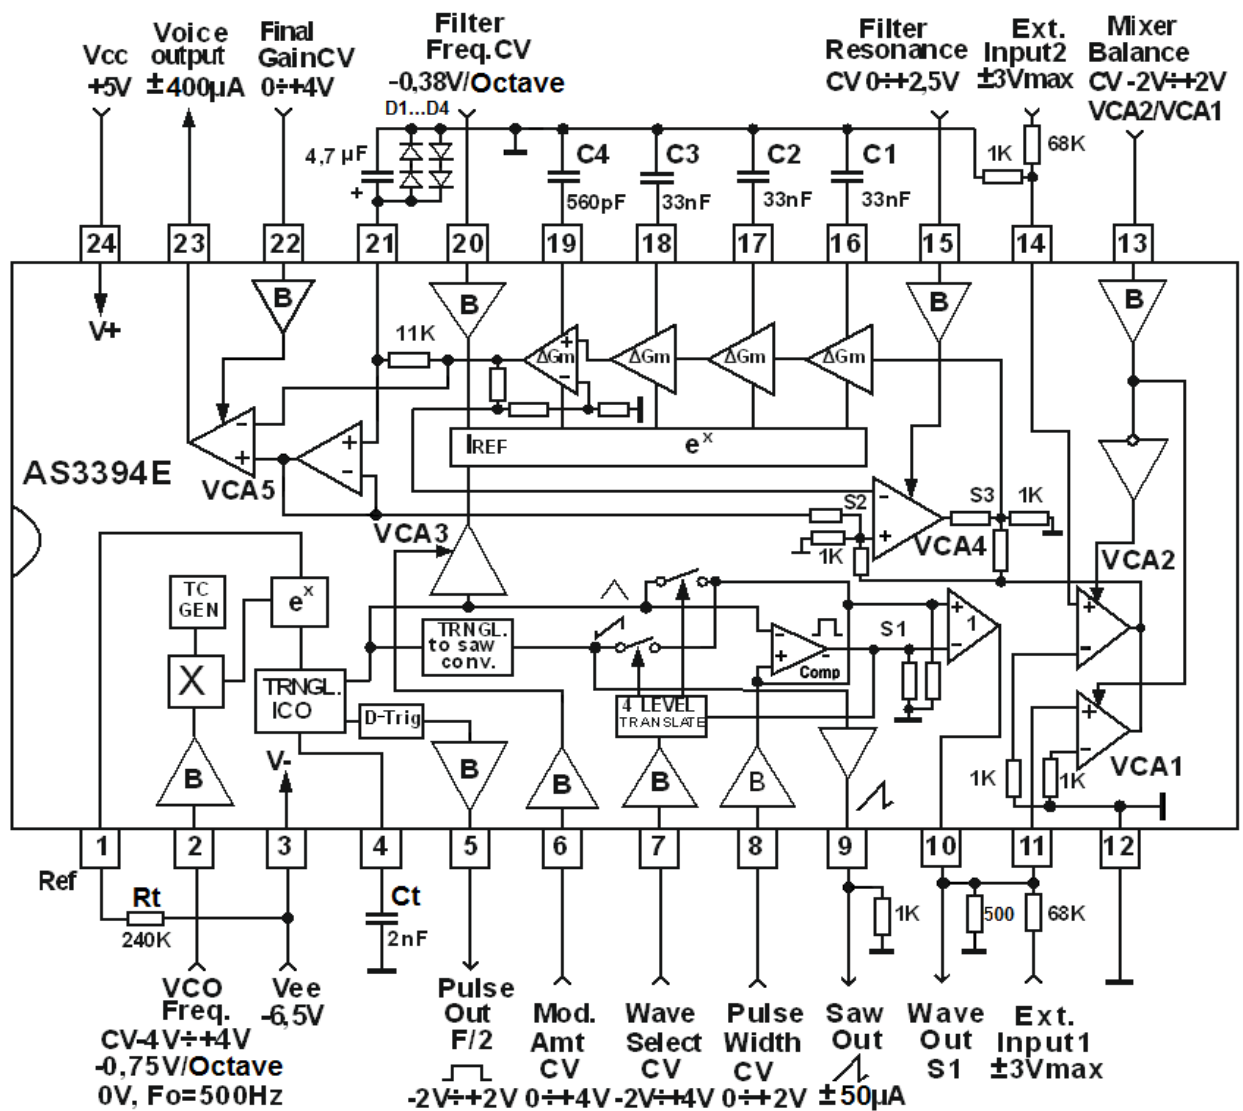 Vcc
+5V
Voice
output
±400µA
Final
GainCV
0÷+4V
Filter
Freq.CV
-0,38V/Octave
D1...D4
Filter
Resonance
CV 0÷+2,5V
Ext.
Input2
±3Vmax
Mixer
Balance
CV -2V÷+2V
VCA2/VCA1
4,7 µF
+
C4
560pF
C3
33nF
C2
33nF
C1
33nF
1K
68K
24
23
22
21
20
19
18
17
16
15
14
13
V+
B
B
B
B
11K
ΔGm
+
-
ΔGm
ΔGm
ΔGm
IREF
eˣ
AS3394E
-
+
VCA5
+
-
VCA3
S2
1K
-
+
VCA4
S3
1K
VCA2
+
-
TC
GEN
eˣ
X
TRNGL.
ICO
TRNGL.
to saw
conv.
D-Trig
-
+
-
Comp
S1
+
1
-
4 LEVEL
TRANSLATE
V-
B
B
B
B
B
1K
+
-
1K
VCA1
1
2
3
4
5
6
7
8
9
10
11
12
Ref
Rt
240K
Ct
2nF
1K
500
68K
VCO
Freq.
CV-4V÷+4V
-0,75V/Octave
0V, Fo=500Hz
Vee
-6,5V
Pulse
Out
F/2
-2V÷+2V
Mod.
Amt
CV
0÷+4V
Wave
Select
CV
-2V÷+4V
Pulse
Width
CV
0÷+2V
Saw
Out
±50µA
Wave
Out
S1
Ext.
Input1
±3Vmax